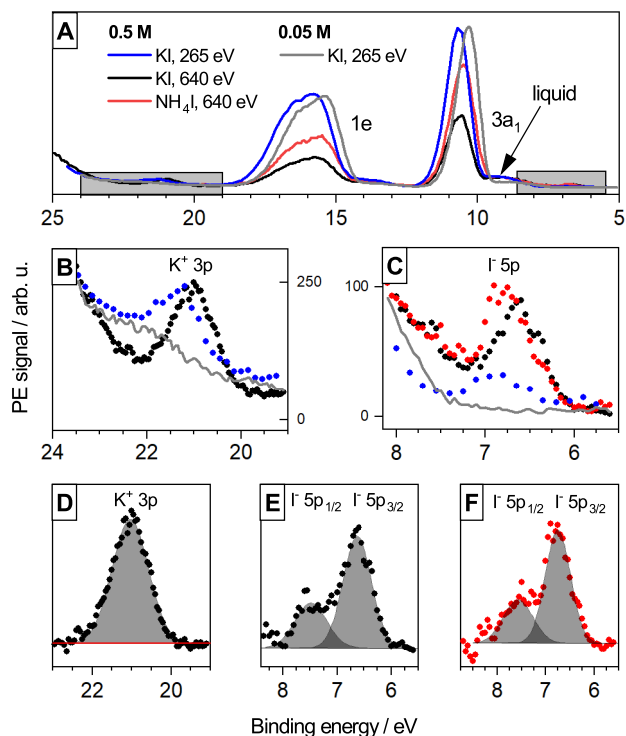 A
0.5 M
0.05 M
KI, 265 eV
KI, 265 eV
KI, 640 eV
NH₄I, 640 eV
liquid
1e
3a₁
25
20
15
10
5
B
K⁺ 3p
250
0
24
22
20
C
I⁻ 5p
100
0
8
7
6
PE signal / arb. u.
D
K⁺ 3p
22
20
E
I⁻ 5p₁/₂ I⁻ 5p₃/₂
8
7
6
F
I⁻ 5p₁/₂ I⁻ 5p₃/₂
8
7
6
Binding energy / eV